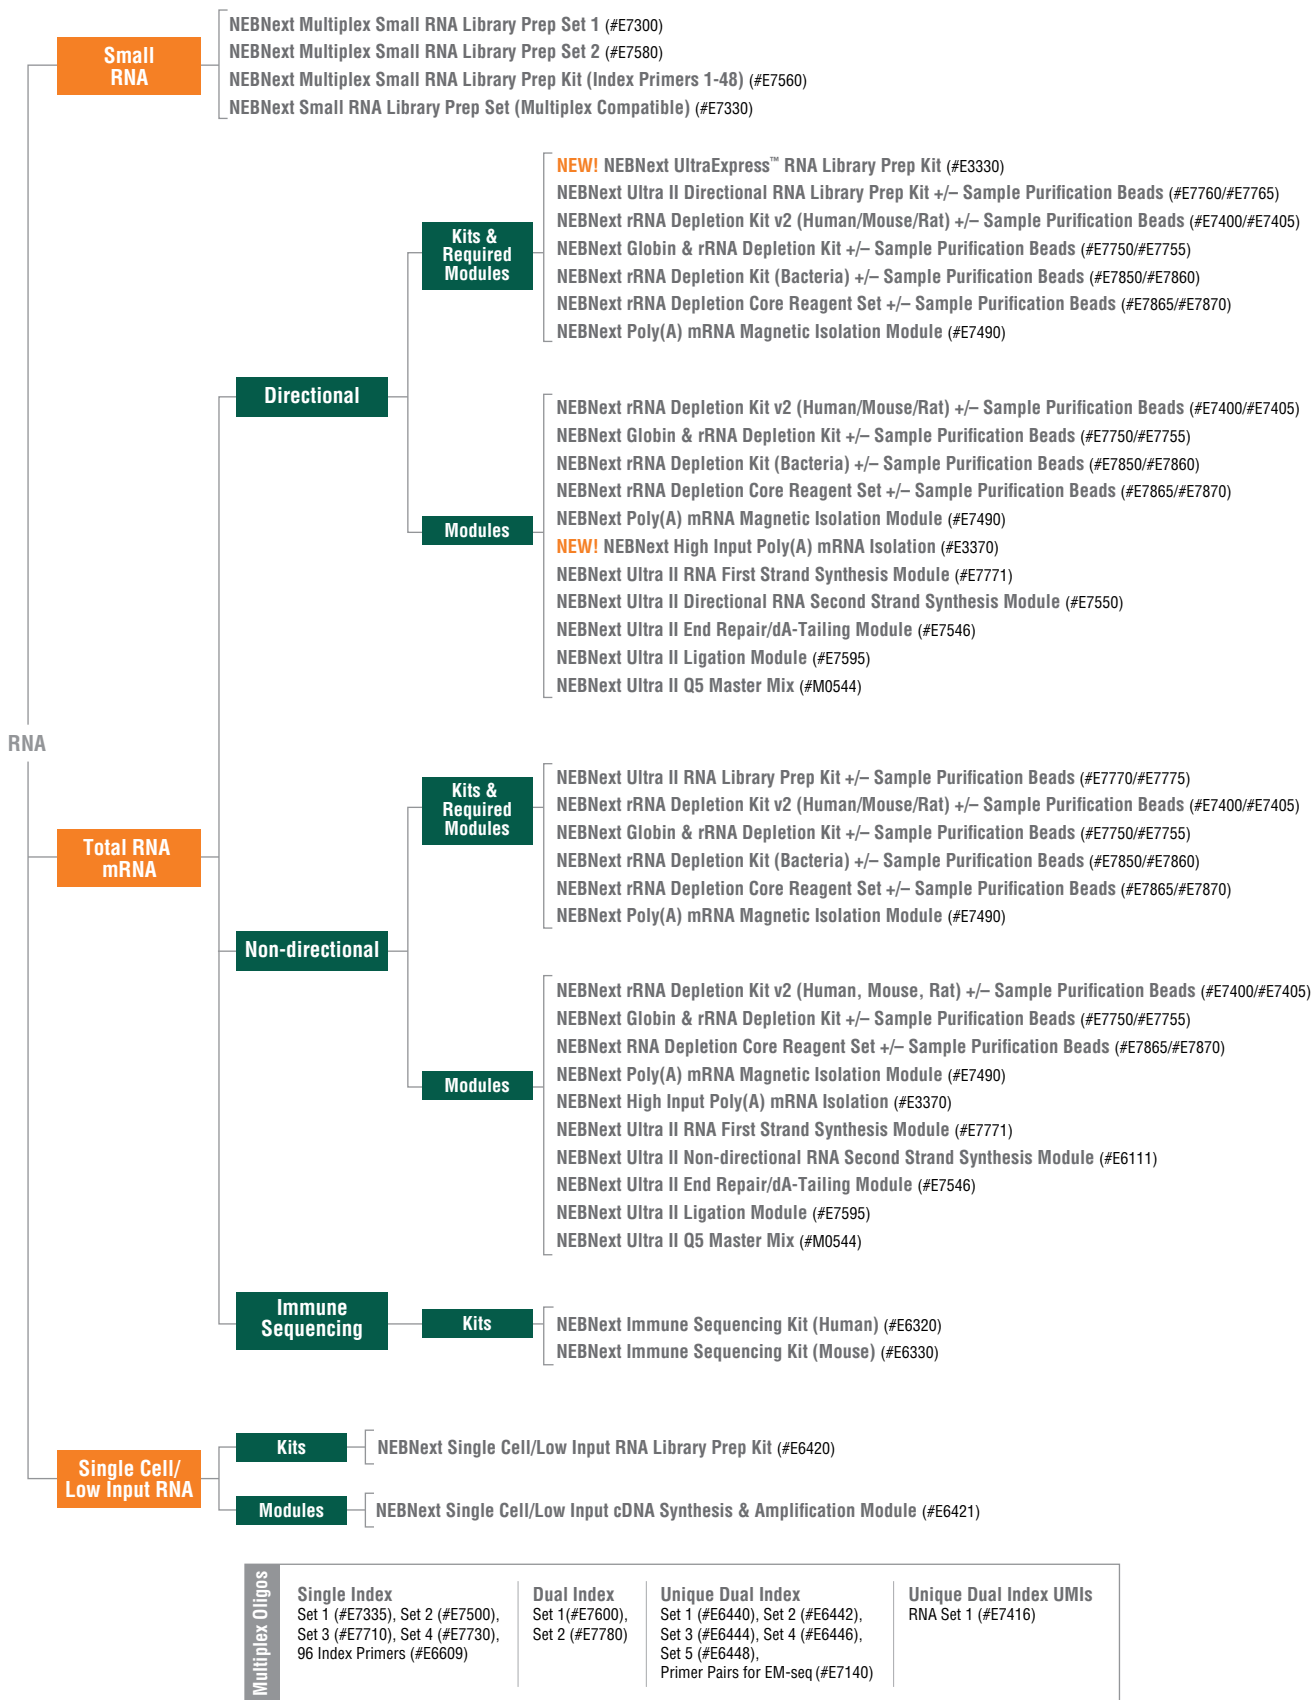 Small
RNA
NEBNext Multiplex Small RNA Library Prep Set 1 (#E7300)
NEBNext Multiplex Small RNA Library Prep Set 2 (#E7580)
NEBNext Multiplex Small RNA Library Prep Kit (Index Primers 1-48) (#E7560)
NEBNext Small RNA Library Prep Set (Multiplex Compatible) (#E7330)
RNA
Total RNA
mRNA
Directional
Kits &
Required
Modules
NEW! NEBNext UltraExpress™ RNA Library Prep Kit (#E3330)
NEBNext Ultra II Directional RNA Library Prep Kit +/– Sample Purification Beads (#E7760/#E7765)
NEBNext rRNA Depletion Kit v2 (Human/Mouse/Rat) +/– Sample Purification Beads (#E7400/#E7405)
NEBNext Globin & rRNA Depletion Kit +/– Sample Purification Beads (#E7750/#E7755)
NEBNext rRNA Depletion Kit (Bacteria) +/– Sample Purification Beads (#E7850/#E7860)
NEBNext rRNA Depletion Core Reagent Set +/– Sample Purification Beads (#E7865/#E7870)
NEBNext Poly(A) mRNA Magnetic Isolation Module (#E7490)
Modules
NEBNext rRNA Depletion Kit v2 (Human/Mouse/Rat) +/– Sample Purification Beads (#E7400/#E7405)
NEBNext Globin & rRNA Depletion Kit +/– Sample Purification Beads (#E7750/#E7755)
NEBNext rRNA Depletion Kit (Bacteria) +/– Sample Purification Beads (#E7850/#E7860)
NEBNext rRNA Depletion Core Reagent Set +/– Sample Purification Beads (#E7865/#E7870)
NEBNext Poly(A) mRNA Magnetic Isolation Module (#E7490)
NEW! NEBNext High Input Poly(A) mRNA Isolation (#E3370)
NEBNext Ultra II RNA First Strand Synthesis Module (#E7771)
NEBNext Ultra II Directional RNA Second Strand Synthesis Module (#E7550)
NEBNext Ultra II End Repair/dA-Tailing Module (#E7546)
NEBNext Ultra II Ligation Module (#E7595)
NEBNext Ultra II Q5 Master Mix (#M0544)
Non-directional
Kits &
Required
Modules
NEBNext Ultra II RNA Library Prep Kit +/– Sample Purification Beads (#E7770/#E7775)
NEBNext rRNA Depletion Kit v2 (Human/Mouse/Rat) +/– Sample Purification Beads (#E7400/#E7405)
NEBNext Globin & rRNA Depletion Kit +/– Sample Purification Beads (#E7750/#E7755)
NEBNext rRNA Depletion Kit (Bacteria) +/– Sample Purification Beads (#E7850/#E7860)
NEBNext rRNA Depletion Core Reagent Set +/– Sample Purification Beads (#E7865/#E7870)
NEBNext Poly(A) mRNA Magnetic Isolation Module (#E7490)
Modules
NEBNext rRNA Depletion Kit v2 (Human, Mouse, Rat) +/– Sample Purification Beads (#E7400/#E7405)
NEBNext Globin & rRNA Depletion Kit +/– Sample Purification Beads (#E7750/#E7755)
NEBNext RNA Depletion Core Reagent Set +/– Sample Purification Beads (#E7865/#E7870)
NEBNext Poly(A) mRNA Magnetic Isolation Module (#E7490)
NEBNext High Input Poly(A) mRNA Isolation (#E3370)
NEBNext Ultra II RNA First Strand Synthesis Module (#E7771)
NEBNext Ultra II Non-directional RNA Second Strand Synthesis Module (#E6111)
NEBNext Ultra II End Repair/dA-Tailing Module (#E7546)
NEBNext Ultra II Ligation Module (#E7595)
NEBNext Ultra II Q5 Master Mix (#M0544)
Immune
Sequencing
Kits
NEBNext Immune Sequencing Kit (Human) (#E6320)
NEBNext Immune Sequencing Kit (Mouse) (#E6330)
Single Cell/
Low Input RNA
Kits
NEBNext Single Cell/Low Input RNA Library Prep Kit (#E6420)
Modules
NEBNext Single Cell/Low Input cDNA Synthesis & Amplification Module (#E6421)
Multiplex Oligos
Single Index
Set 1 (#E7335), Set 2 (#E7500),
Set 3 (#E7710), Set 4 (#E7730),
96 Index Primers (#E6609)
Dual Index
Set 1(#E7600),
Set 2 (#E7780)
Unique Dual Index
Set 1 (#E6440), Set 2 (#E6442),
Set 3 (#E6444), Set 4 (#E6446),
Set 5 (#E6448),
Primer Pairs for EM-seq (#E7140)
Unique Dual Index UMIs
RNA Set 1 (#E7416)